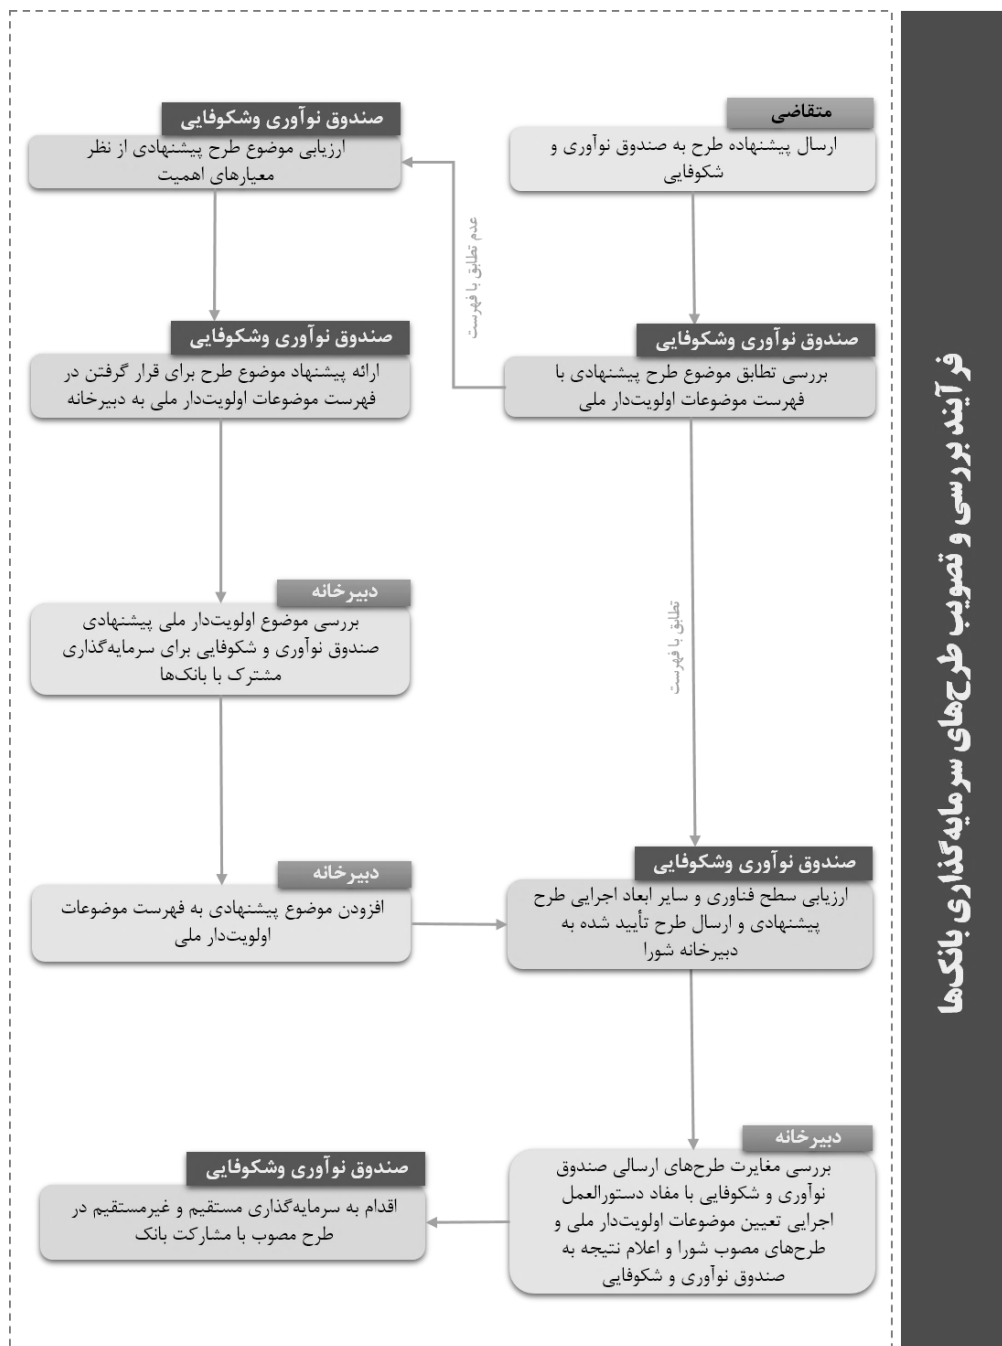 فرآیند بررسی و تصویب طرح‌های سرمایه‌گذاری بانک‌ها
متقاضی
ارسال پیشنهاده طرح به صندوق نوآوری و
شکوفایی
صندوق نوآوری وشکوفایی
بررسی تطابق موضوع طرح پیشنهادی با
فهرست موضوعات اولویت‌دار ملی
عدم تطابق با فهرست
صندوق نوآوری وشکوفایی
ارزیابی موضوع طرح پیشنهادی از نظر
معیارهای اهمیت
صندوق نوآوری وشکوفایی
ارائه پیشنهاد موضوع طرح برای قرار گرفتن در
فهرست موضوعات اولویت‌دار ملی به دبیرخانه
دبیرخانه
بررسی موضوع اولویت‌دار ملی پیشنهادی
صندوق نوآوری و شکوفایی برای سرمایه‌گذاری
مشترک با بانک‌ها
دبیرخانه
افزودن موضوع پیشنهادی به فهرست موضوعات
اولویت‌دار ملی
تطابق با فهرست
صندوق نوآوری وشکوفایی
ارزیابی سطح فناوری و سایر ابعاد اجرایی طرح
پیشنهادی و ارسال طرح تأیید شده به
دبیرخانه شورا
دبیرخانه
بررسی مغایرت طرح‌های ارسالی صندوق
نوآوری و شکوفایی با مفاد دستورالعمل
اجرایی تعیین موضوعات اولویت‌دار ملی و
طرح‌های مصوب شورا و اعلام نتیجه به
صندوق نوآوری و شکوفایی
صندوق نوآوری وشکوفایی
اقدام به سرمایه‌گذاری مستقیم و غیرمستقیم در
طرح مصوب با مشارکت بانک